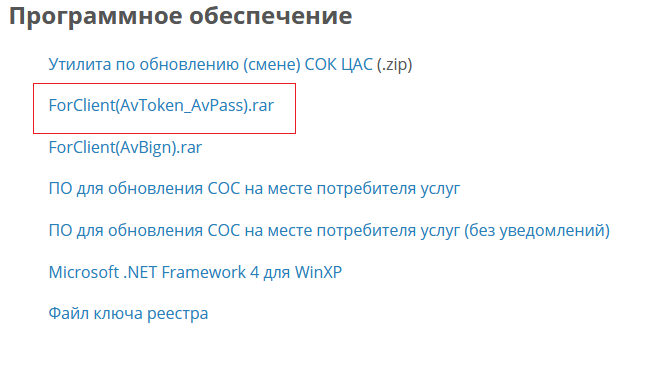 Программное обеспечение
Утилита по обновлению (смене) СОК ЦАС (.zip)
ForClient(AvToken_AvPass).rar
ForClient(AvBign).rar
ПО для обновления СОС на месте потребителя услуг
ПО для обновления СОС на месте потребителя услуг (без уведомлений)
Microsoft .NET Framework 4 для WinXP
Файл ключа реестра